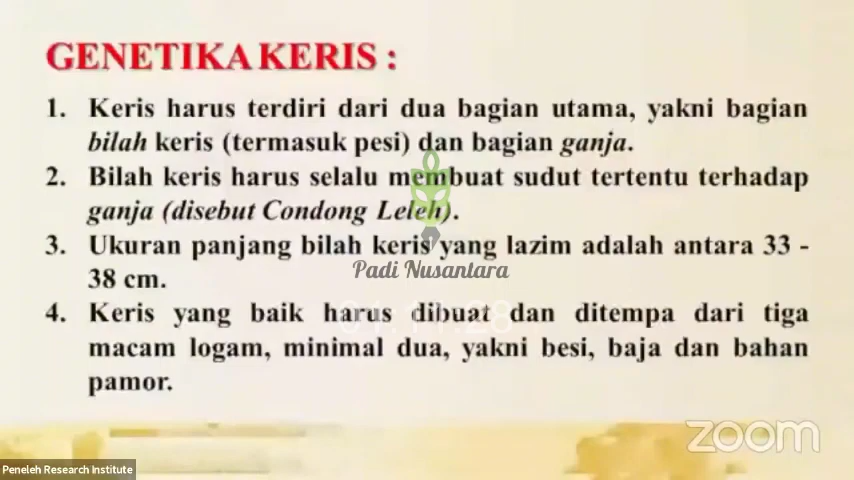 GENETIKA KERIS :
1. Keris harus terdiri dari dua bagian utama, yakni bagian
bilah keris (termasuk pesi) dan bagian ganja.
2. Bilah keris harus selalu membuat sudut tertentu terhadap
ganja (disebut Condong Leleh).
3. Ukuran panjang bilah keris yang lazim adalah antara 33 -
38 cm.
Padi Nusantara
4. Keris yang baik harus dibuat dan ditempa dari tiga
macam logam, minimal dua, yakni besi, baja dan bahan
pamor.
zoom
Peneleh Research Institute